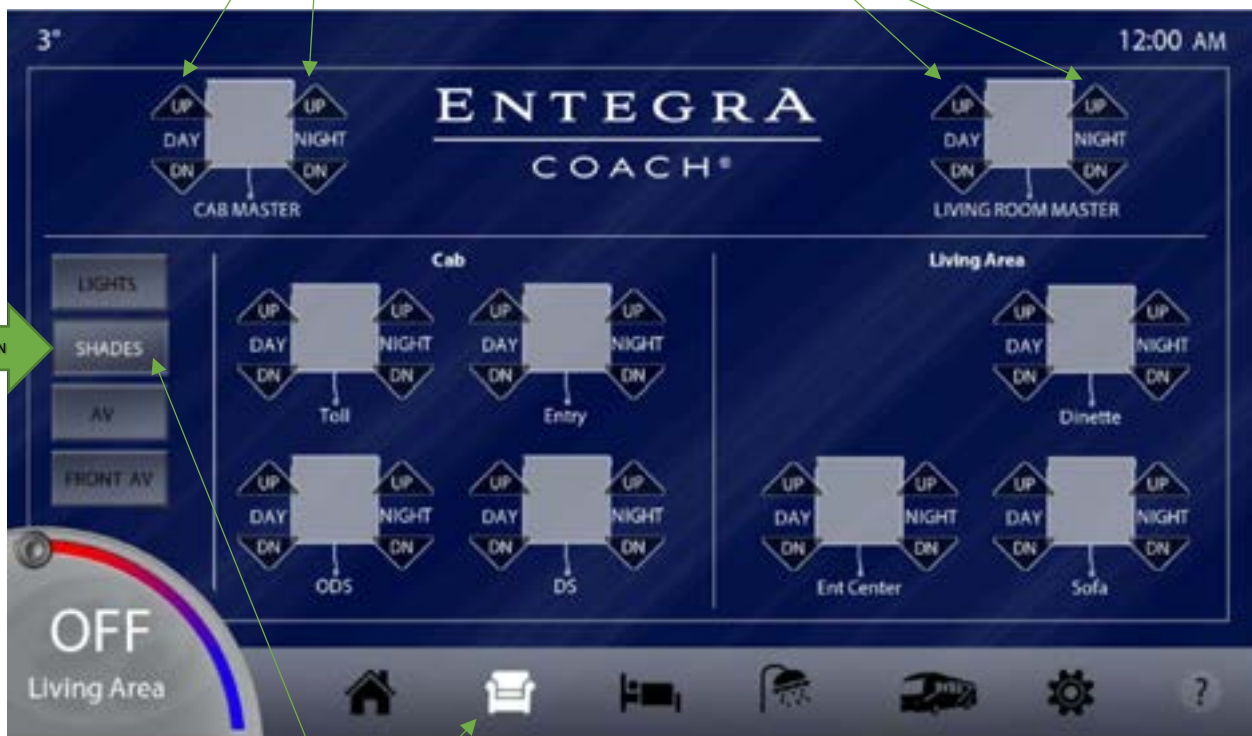 3° 12:00 AM
UP UP ENTEGRA UP UP
DAY NIGHT DAY NIGHT
DN DN COACH® DN DN
CAB MASTER LIVING ROOM MASTER
Cab Living Area
LIGHTS
UP UP UP UP UP UP
N SHADES DAY NIGHT DAY NIGHT DAY NIGHT
DN DN DN DN DN DN
AV Toll Entry Dinette
FRONT AV UP UP UP UP UP UP UP UP
DAY NIGHT DAY NIGHT DAY NIGHT DAY NIGHT
DN DN DN DN DN DN DN DN
ODS DS Ent Center Sofa
OFF
Living Area ?